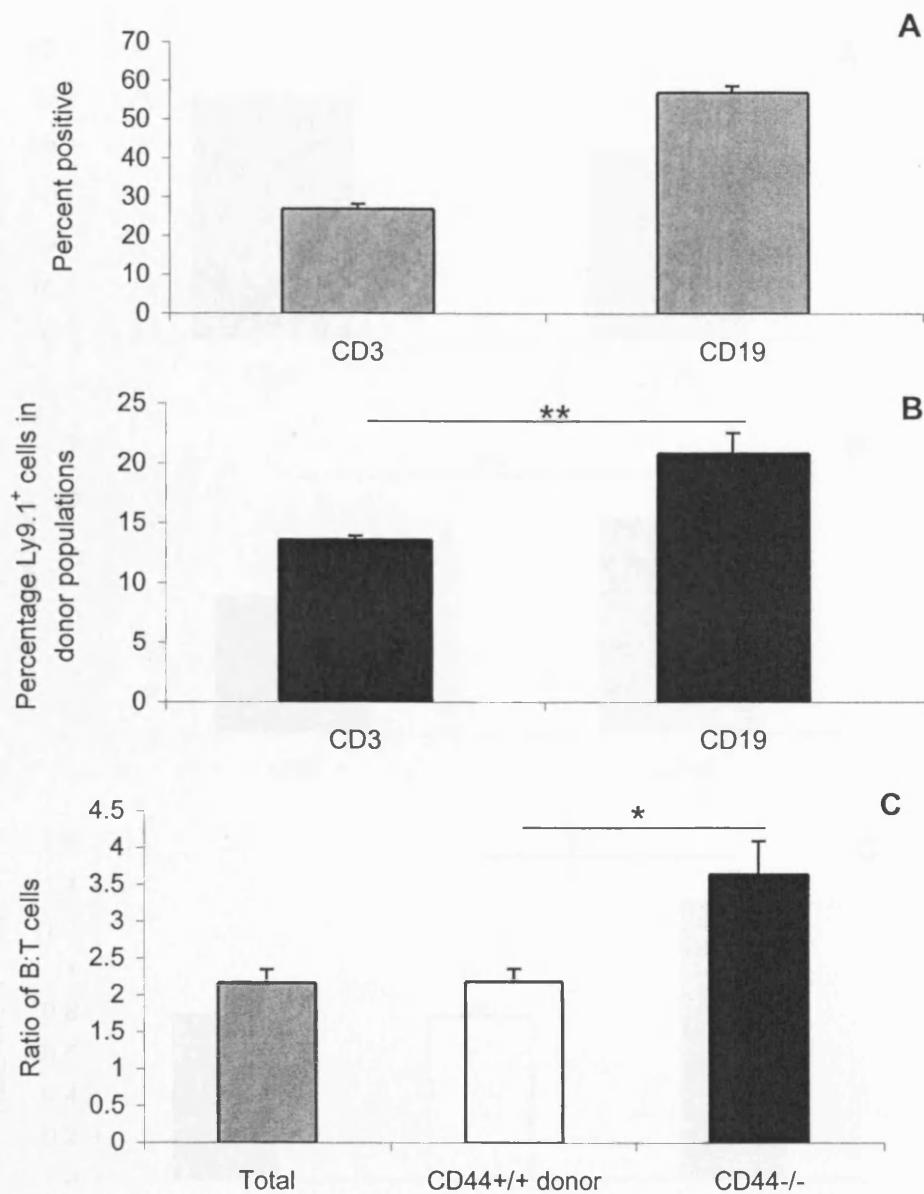 A
Percent positive
70
60
50
40
30
20
10
0
CD3 CD19
B
Percentage Ly9.1⁺ cells in
donor populations
25
20
15
10
5
0
**
CD3 CD19
C
Ratio of B:T cells
4.5
4
3.5
3
2.5
2
1.5
1
0.5
0
*
Total CD44+/+ donor CD44-/-